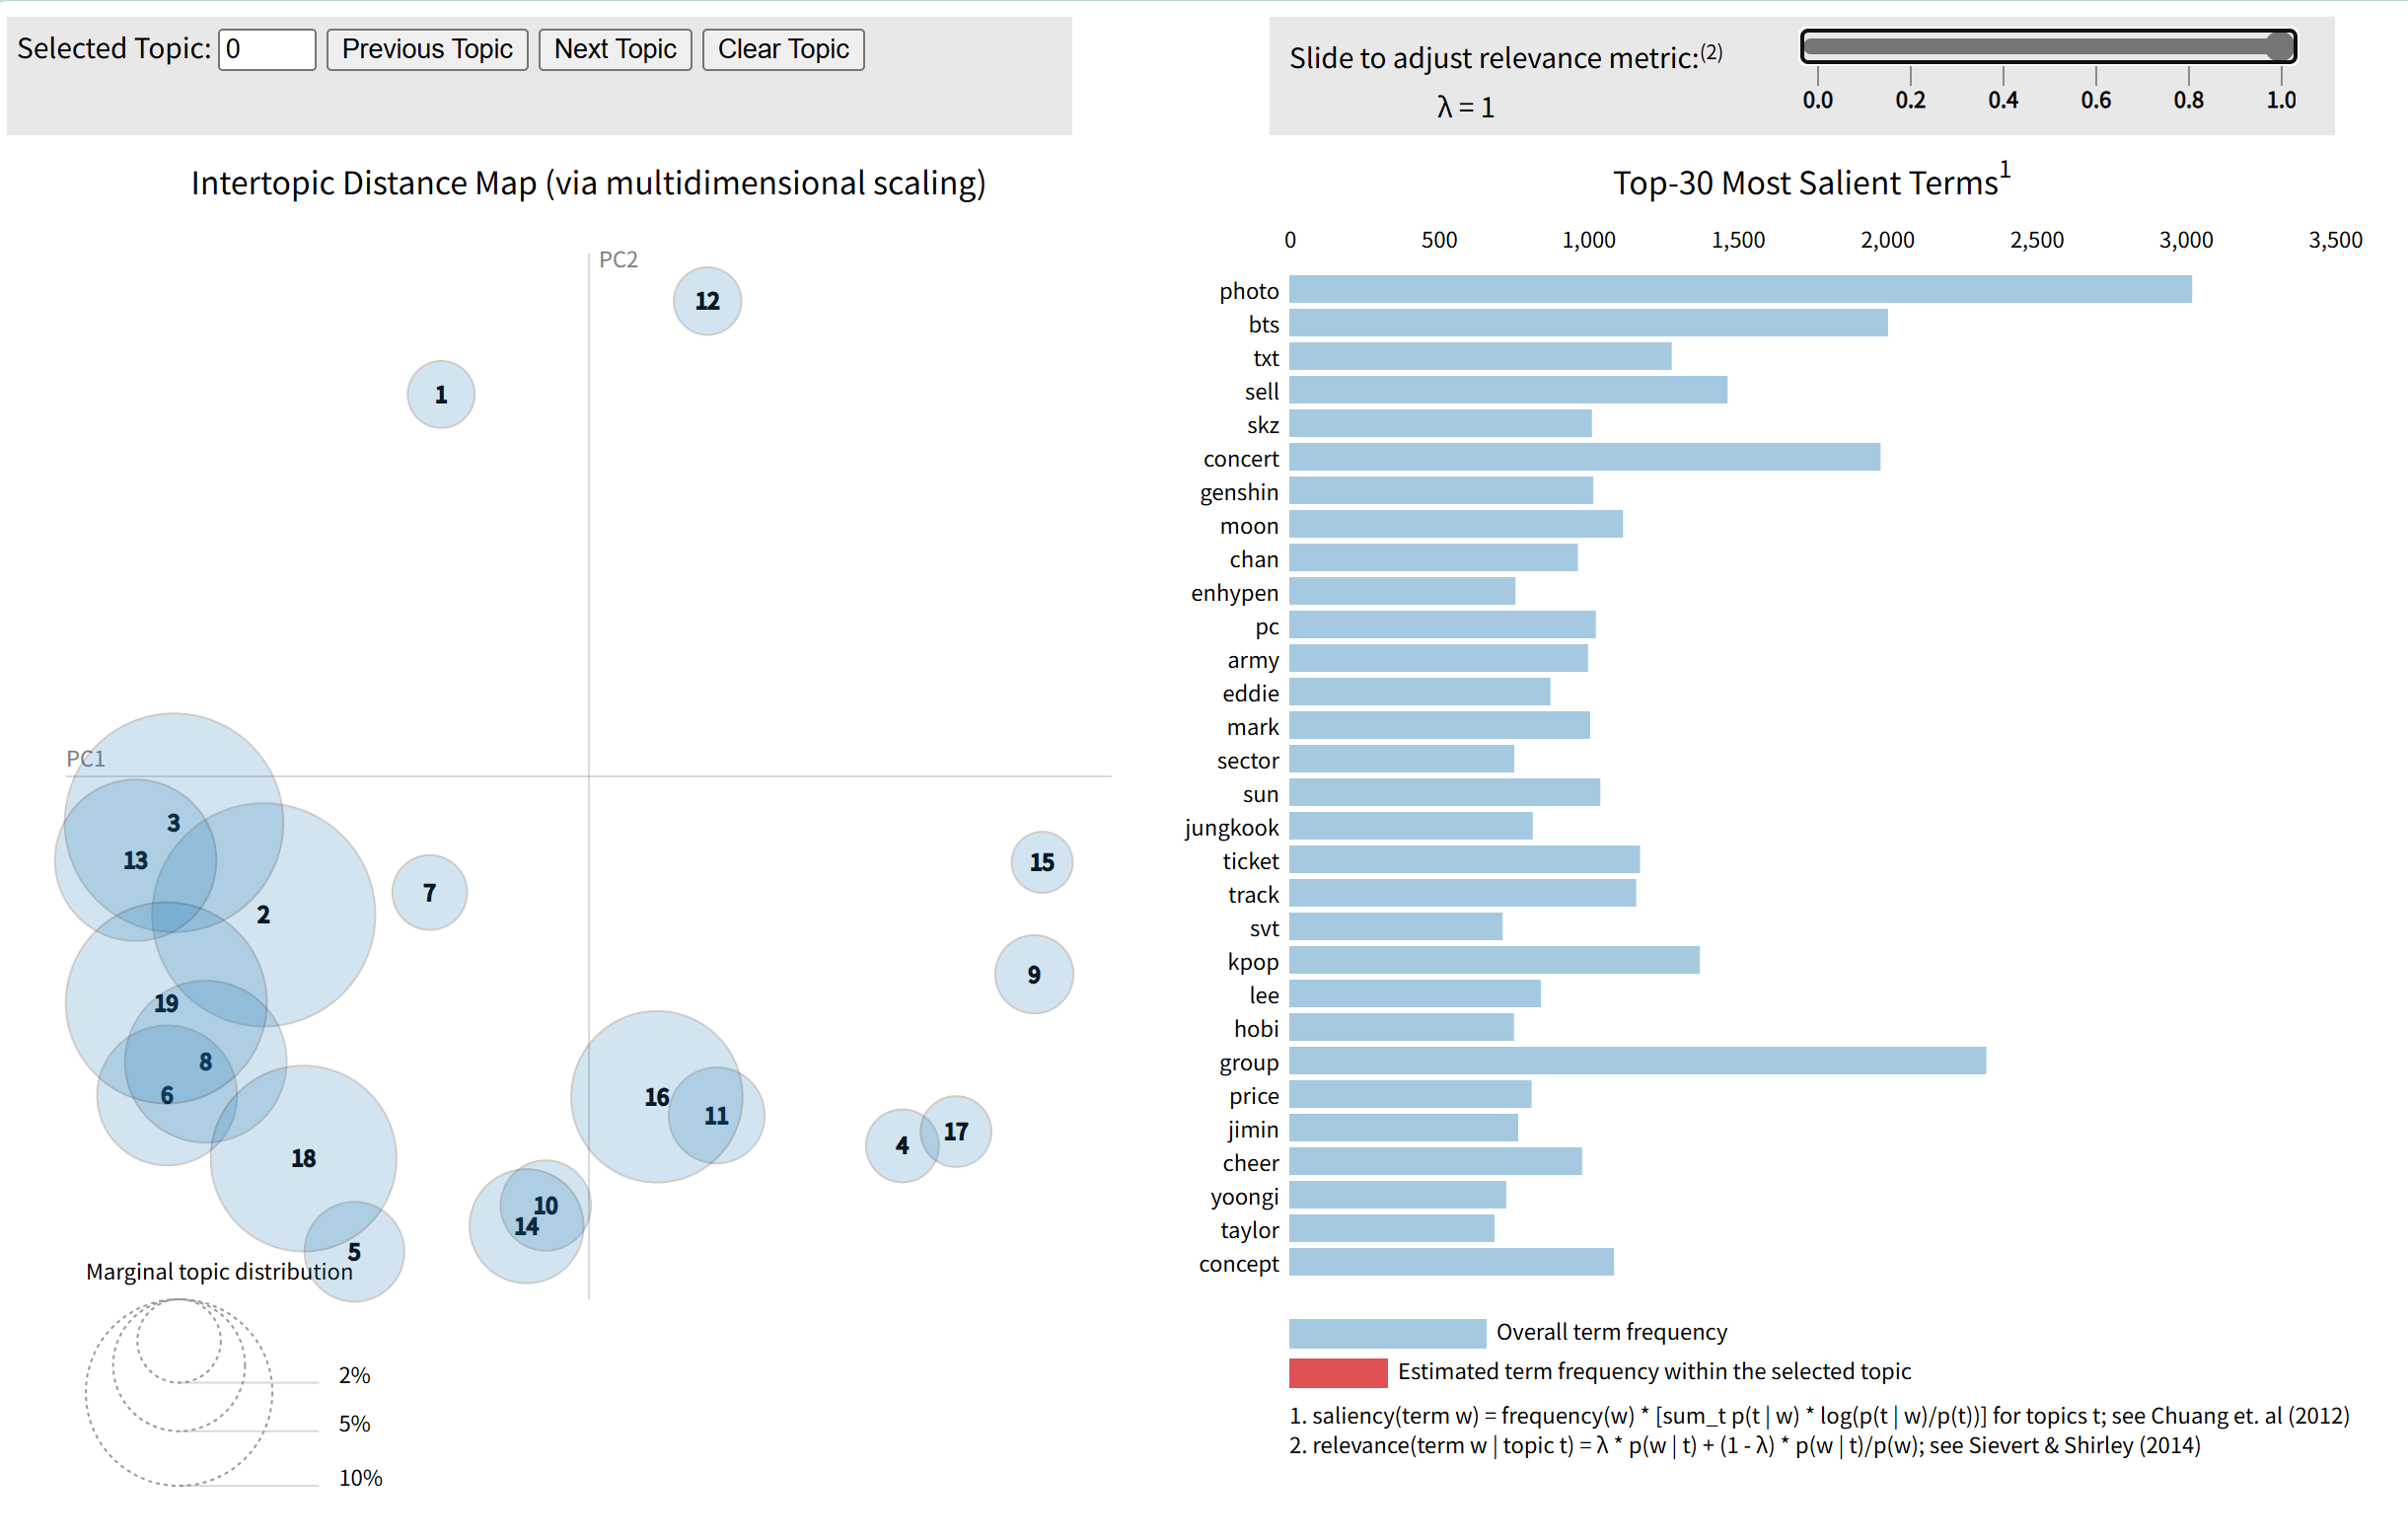 Selected Topic: 0 Previous Topic Next Topic Clear Topic
Slide to adjust relevance metric:(2)
λ = 1
0.0 0.2 0.4 0.6 0.8 1.0
Intertopic Distance Map (via multidimensional scaling)
PC2
12
1
PC1
3
13
2
7
15
9
19
8
6
16
11
4
17
18
10
14
5
Marginal topic distribution
2%
5%
10%
Top-30 Most Salient Terms1
0 500 1,000 1,500 2,000 2,500 3,000 3,500
photo
bts
txt
sell
skz
concert
genshin
moon
chan
enhypen
pc
army
eddie
mark
sector
sun
jungkook
ticket
track
svt
kpop
lee
hobi
group
price
jimin
cheer
yoongi
taylor
concept
Overall term frequency
Estimated term frequency within the selected topic
1. saliency(term w) = frequency(w) * [sum_t p(t | w) * log(p(t | w)/p(t))] for topics t; see Chuang et. al (2012)
2. relevance(term w | topic t) = λ * p(w | t) + (1 - λ) * p(w | t)/p(w); see Sievert & Shirley (2014)